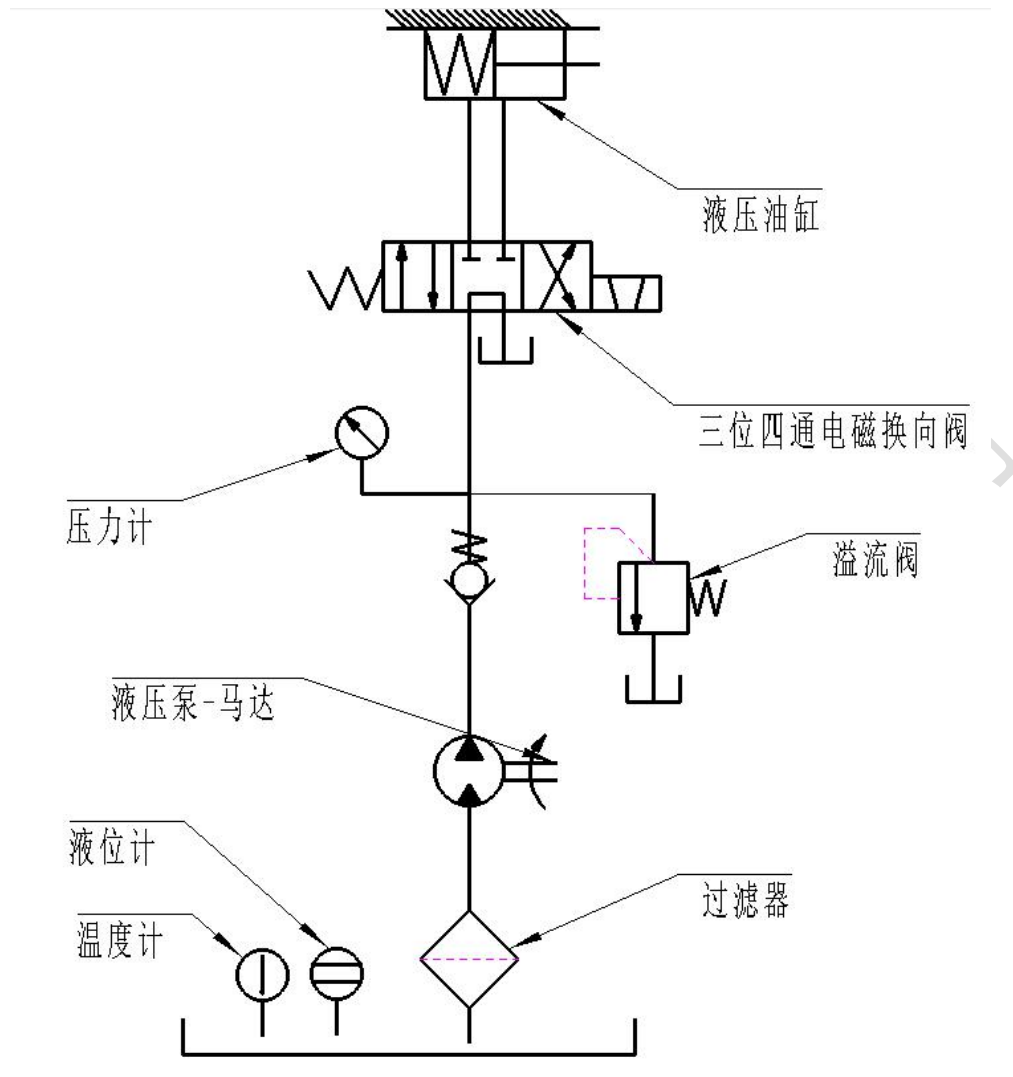 液压油缸
三位四通电磁换向阀
压力计
溢流阀
液压泵-马达
液位计
过滤器
温度计